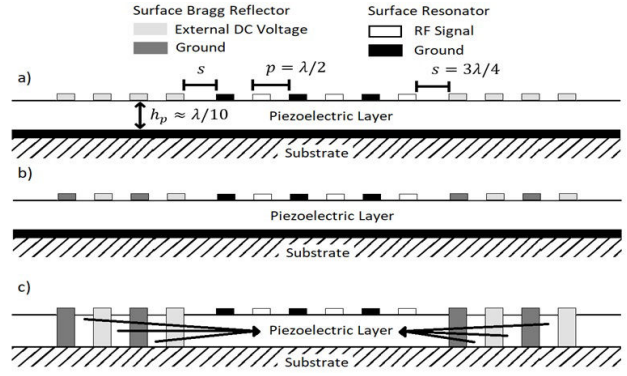 Surface Bragg Reflector
External DC Voltage
Ground
Surface Resonator
RF Signal
Ground
a)
s
p = λ/2
s = 3λ/4
hₚ ≈ λ/10
Piezoelectric Layer
Substrate
b)
Piezoelectric Layer
Substrate
c)
Piezoelectric Layer
Substrate